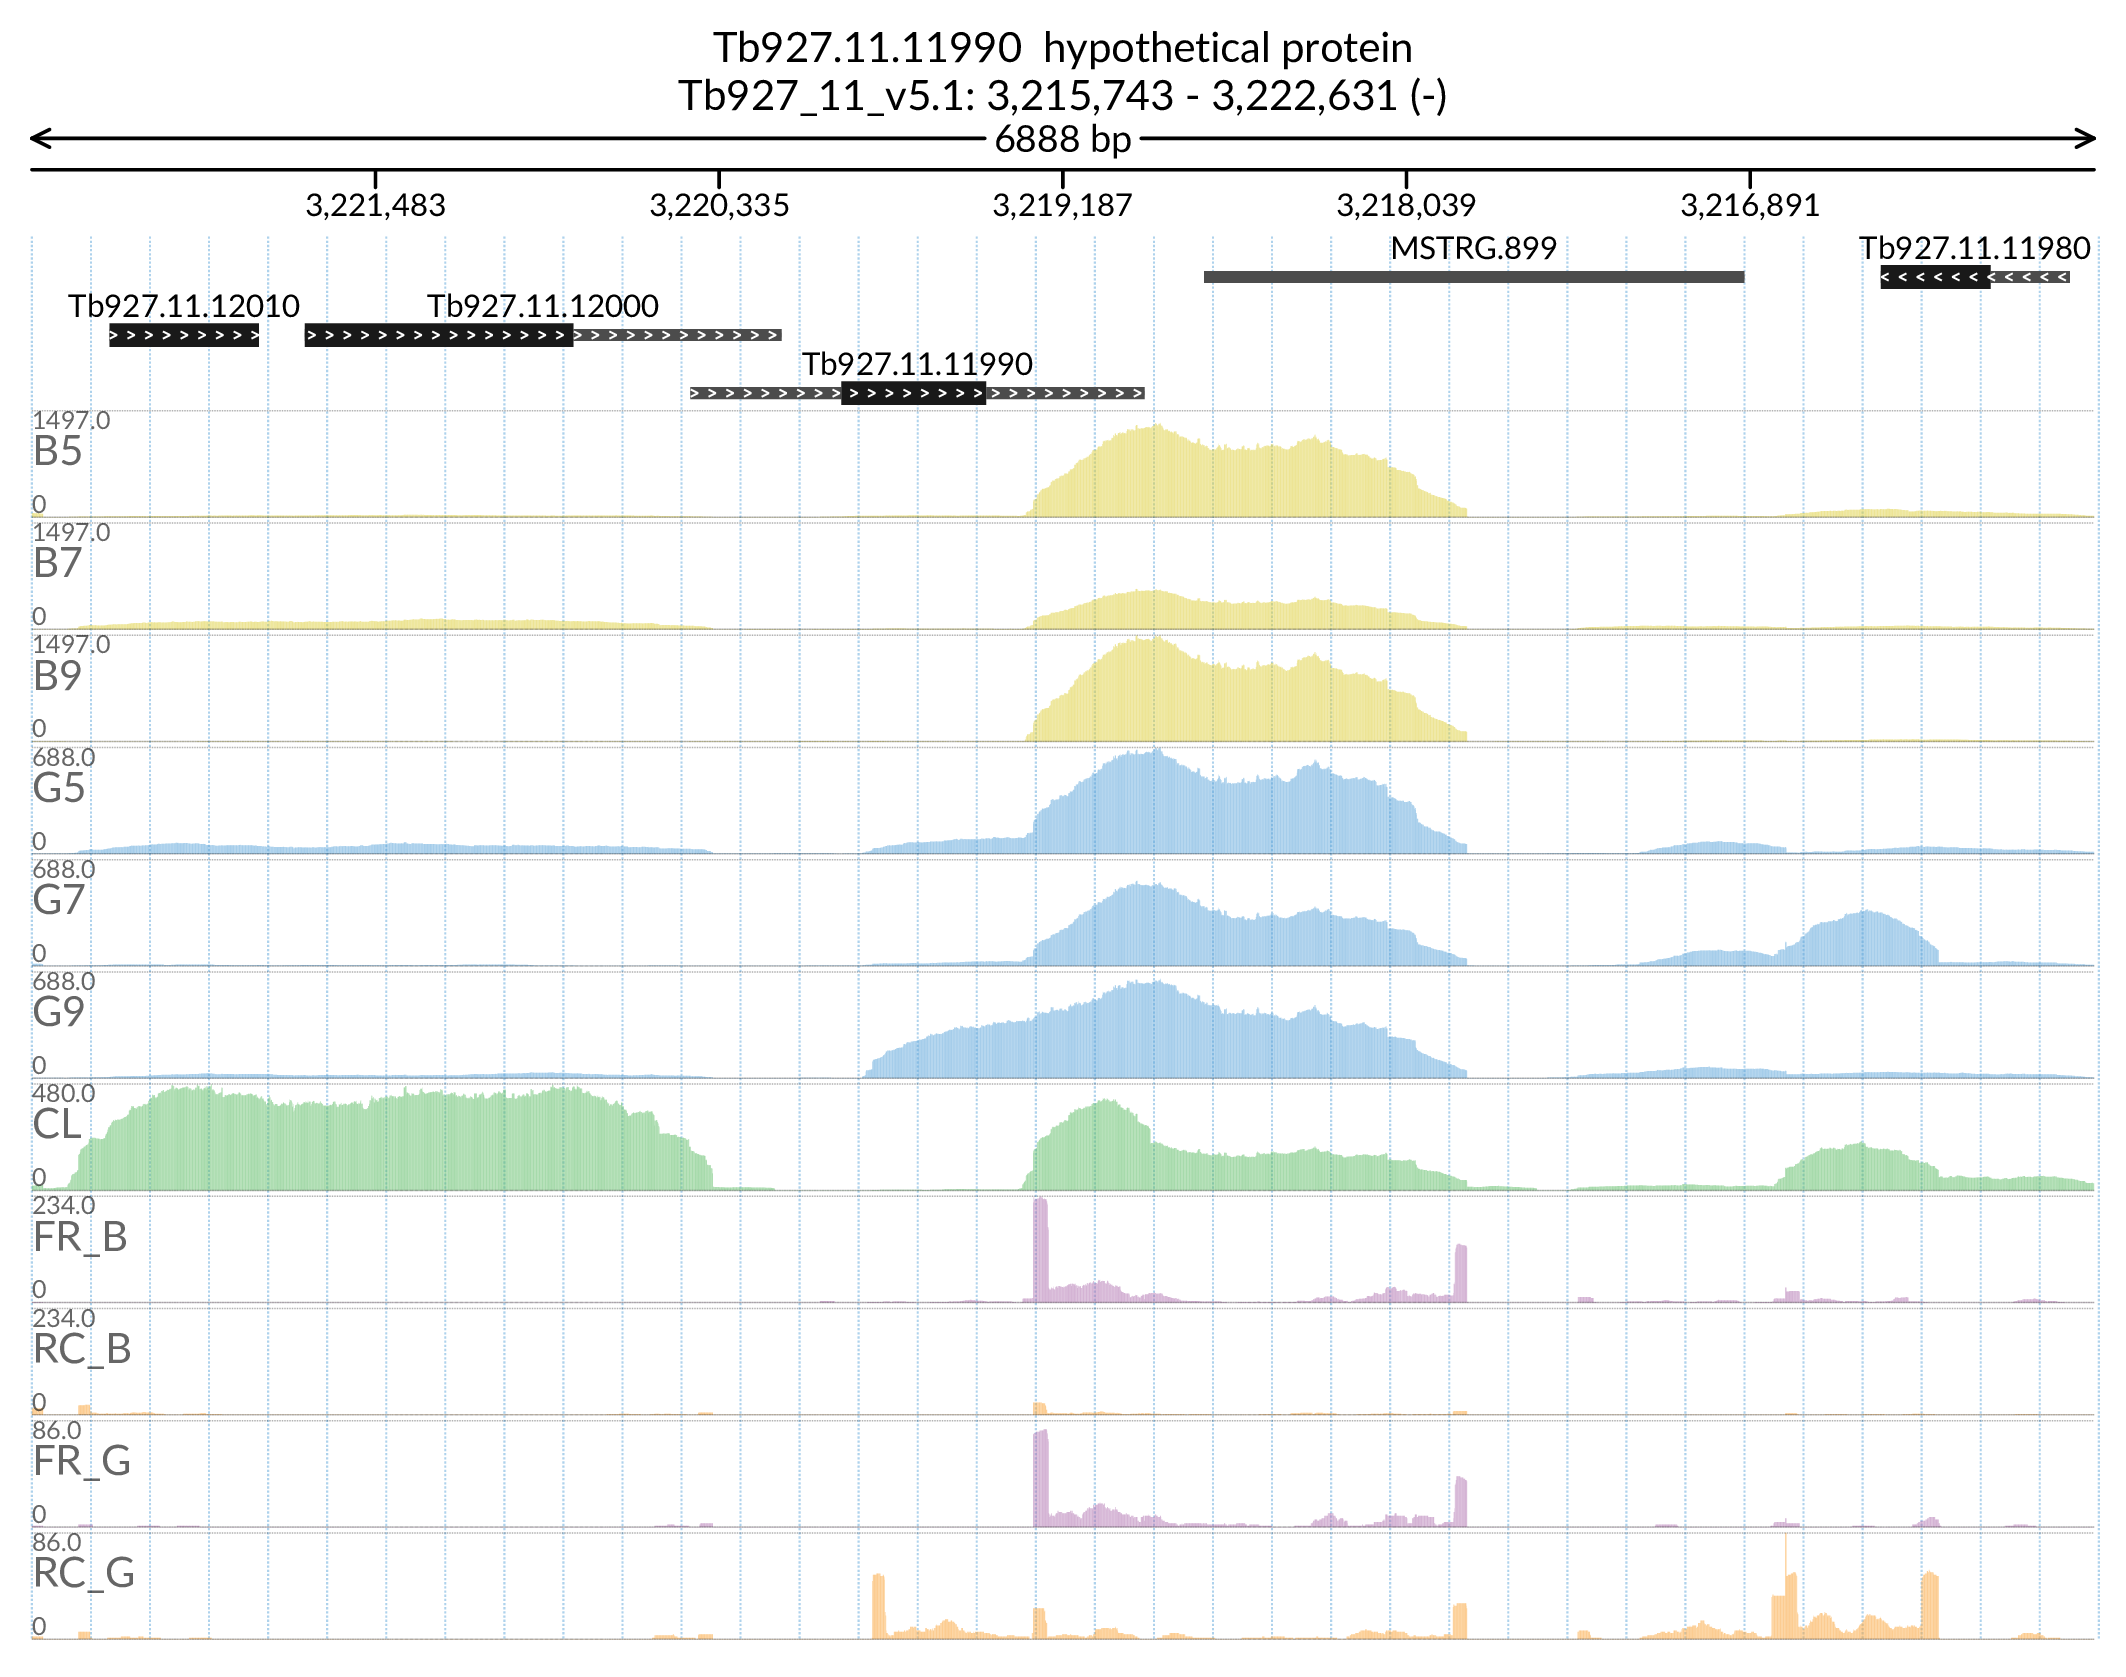 Tb927.11.11990  hypothetical protein
Tb927_11_v5.1: 3,215,743 - 3,222,631 (-)
6888 bp
3,221,483 3,220,335 3,219,187 3,218,039 3,216,891
MSTRG.899 Tb927.11.11980
Tb927.11.12010 Tb927.11.12000
Tb927.11.11990
1497.0
B5
0
1497.0
B7
0
1497.0
B9
0
688.0
G5
0
688.0
G7
0
688.0
G9
0
480.0
CL
0
234.0
FR_B
0
234.0
RC_B
0
86.0
FR_G
0
86.0
RC_G
0